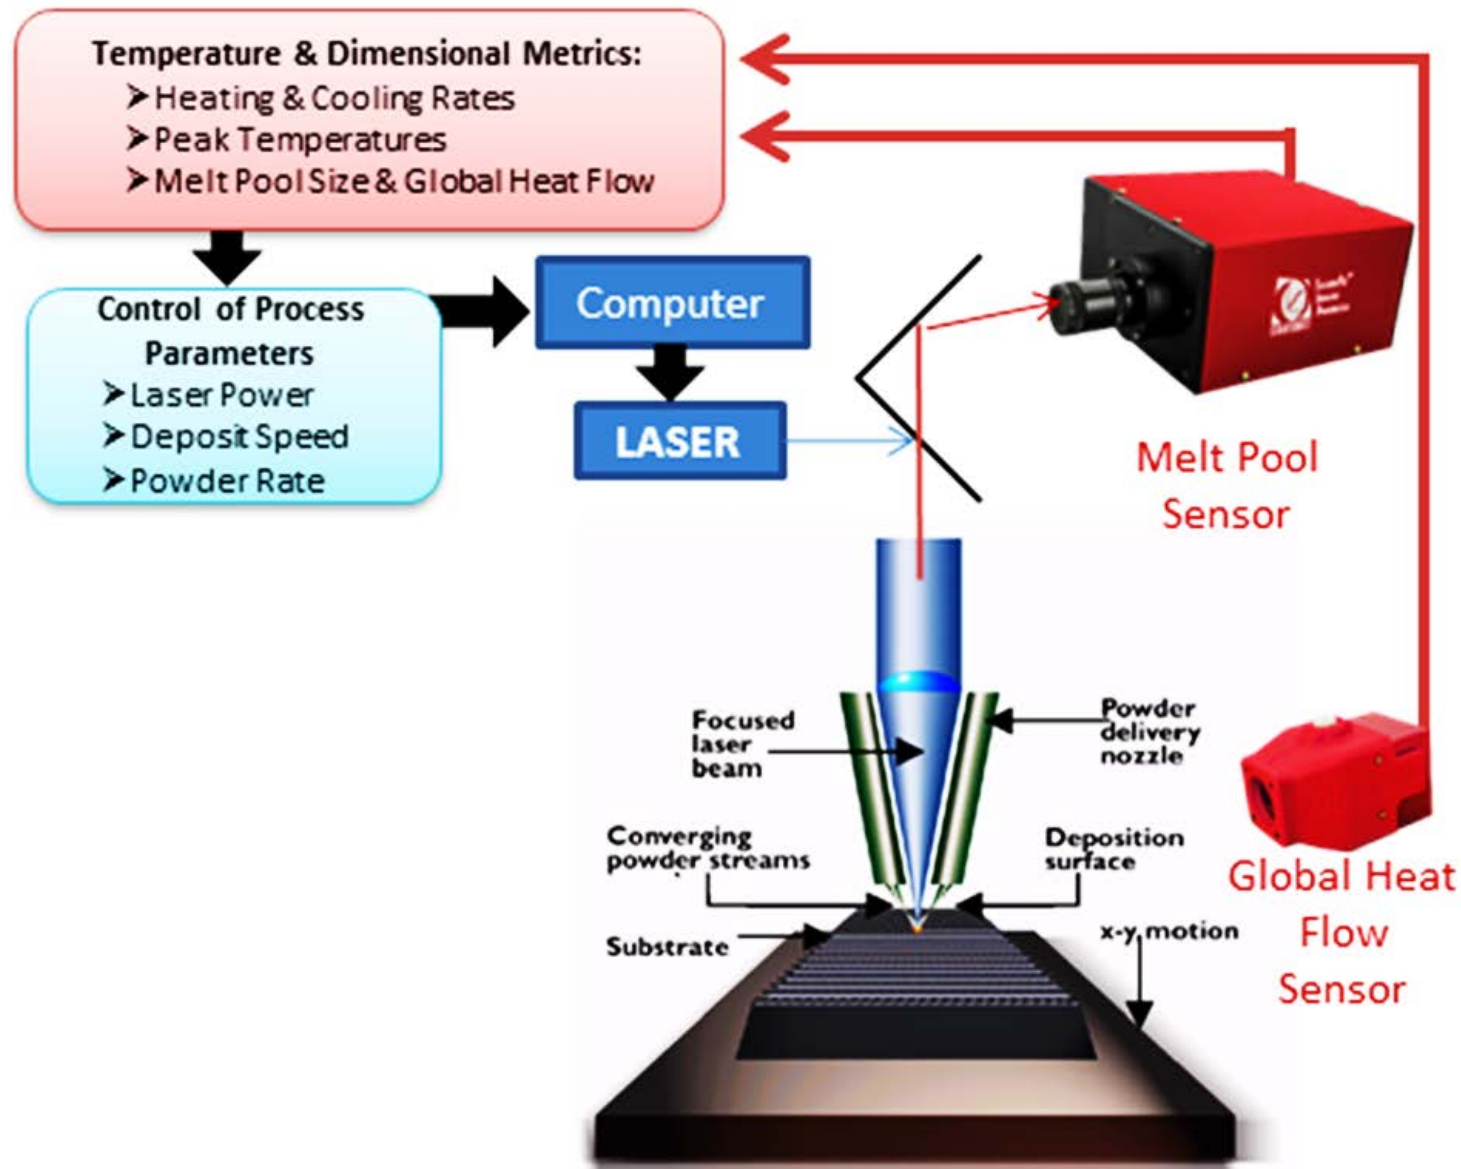 Temperature & Dimensional Metrics:
➢Heating & Cooling Rates
➢Peak Temperatures
➢Melt Pool Size & Global Heat Flow
Control of Process
Parameters
➢Laser Power
➢Deposit Speed
➢Powder Rate
Computer
LASER
Melt Pool
Sensor
Focused
laser
beam
Powder
delivery
nozzle
Converging
powder streams
Deposition
surface
Substrate
x-y motion
Global Heat
Flow
Sensor